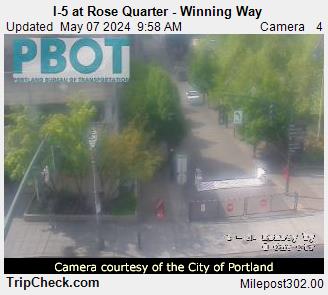 I-5 at Rose Quarter - Winning Way
Updated May 07 2024 9:58 AM Camera 4
PBOT
PORTLAND BUREAU OF TRANSPORTATION
Camera courtesy of the City of Portland
TripCheck.com Milepost302.00